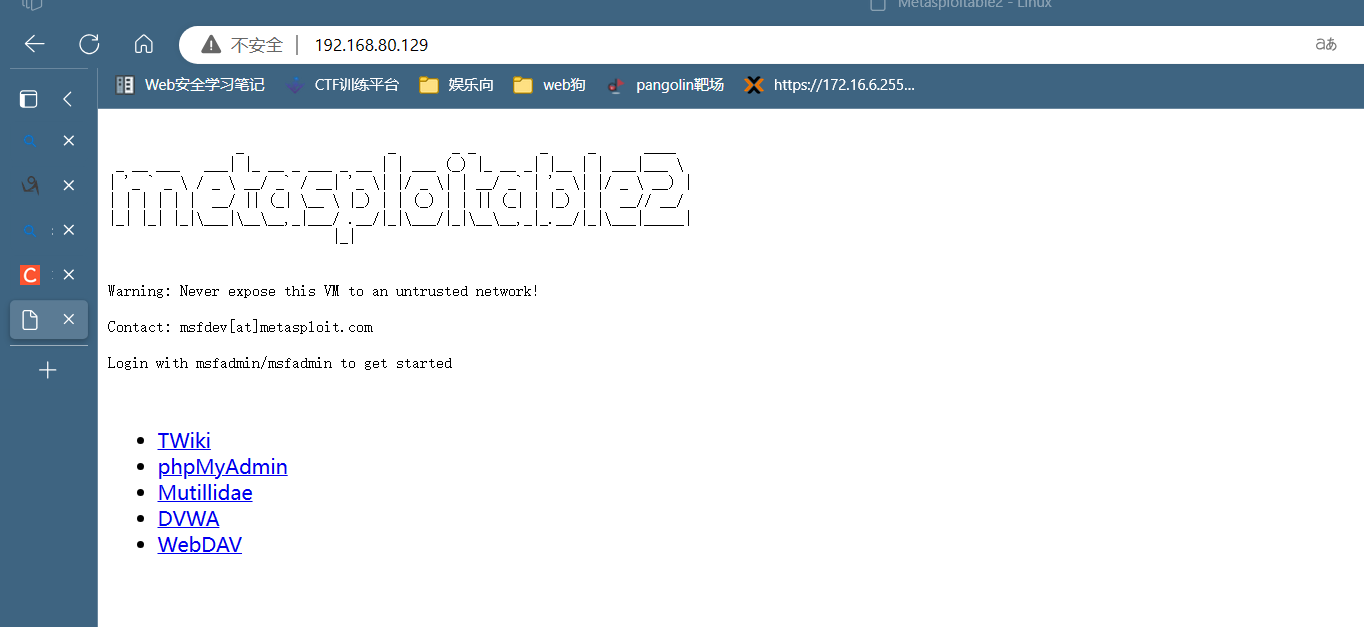 Metasploitable2 - Linux
不安全 | 192.168.80.129
aあ
Web安全学习笔记 CTF训练平台 娱乐向 web狗 pangolin靶场 https://172.16.6.255...
metasploitable2
Warning: Never expose this VM to an untrusted network!
Contact: msfdev[at]metasploit.com
Login with msfadmin/msfadmin to get started
TWiki
phpMyAdmin
Mutillidae
DVWA
WebDAV